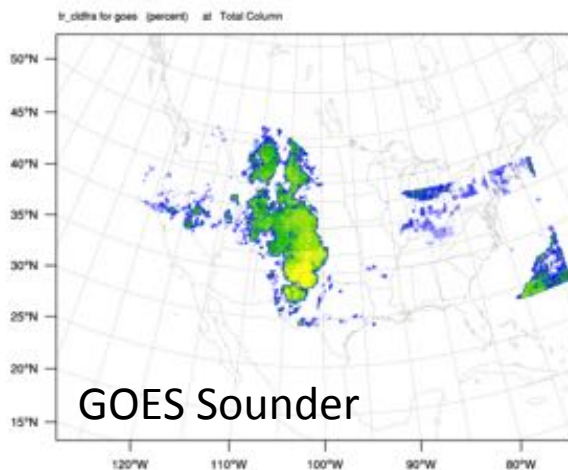 tr_cldfra for goes (percent) at Total Column
50°N
45°N
40°N
35°N
30°N
25°N
20°N
15°N
GOES Sounder
120°W 110°W 100°W 90°W 80°W